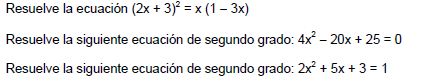 Resuelve la ecuación (2x + 3)² = x (1 – 3x)
Resuelve la siguiente ecuación de segundo grado: 4x² – 20x + 25 = 0
Resuelve la siguiente ecuación de segundo grado: 2x² + 5x + 3 = 1